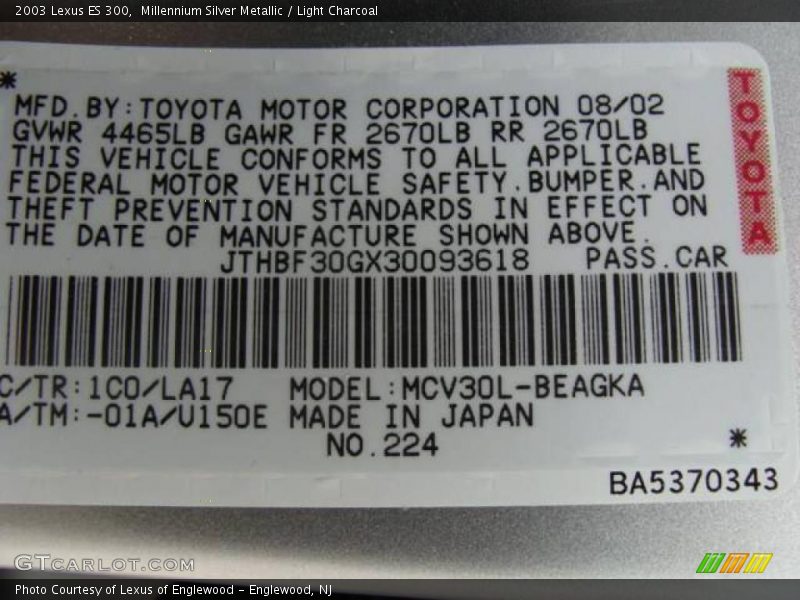 2003 Lexus ES 300, Millennium Silver Metallic / Light Charcoal
*
MFD.BY:TOYOTA MOTOR CORPORATION 08/02
GVWR 4465LB GAWR FR 2670LB RR 2670LB
THIS VEHICLE CONFORMS TO ALL APPLICABLE
FEDERAL MOTOR VEHICLE SAFETY.BUMPER.AND
THEFT PREVENTION STANDARDS IN EFFECT ON
THE DATE OF MANUFACTURE SHOWN ABOVE.
JTHBF30GX30093618 PASS.CAR
TOYOTA
C/TR:1C0/LA17 MODEL:MCV30L-BEAGKA
A/TM:-01A/U150E MADE IN JAPAN
NO.224
*
BA5370343
GTCARLOT.COM
Photo Courtesy of Lexus of Englewood - Englewood, NJ